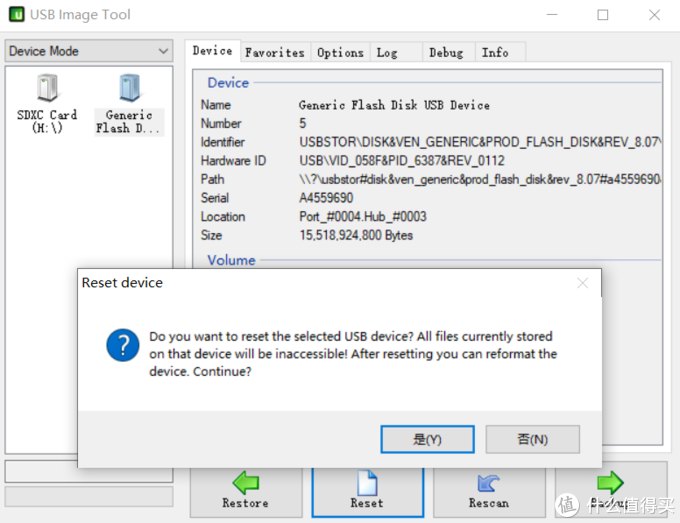 USB Image Tool
Device Mode
SDXC Card
(H:\)
Generic
Flash D...
Device Favorites Options Log Debug Info
Device
Name Generic Flash Disk USB Device
Number 5
Identifier USBSTOR\DISK&VEN_GENERIC&PROD_FLASH_DISK&REV_8.07\
Hardware ID USB\VID_058F&PID_6387&REV_0112
Path \\?\usbstor#disk&ven_generic&prod_flash_disk&rev_8.07#a4559690
Serial A4559690
Location Port_#0004.Hub_#0003
Size 15,518,924,800 Bytes
Volume
Reset device
Do you want to reset the selected USB device? All files currently stored
on that device will be inaccessible! After resetting you can reformat the
device. Continue?
是(Y) 否(N)
Restore Reset Rescan
值 什么值得买